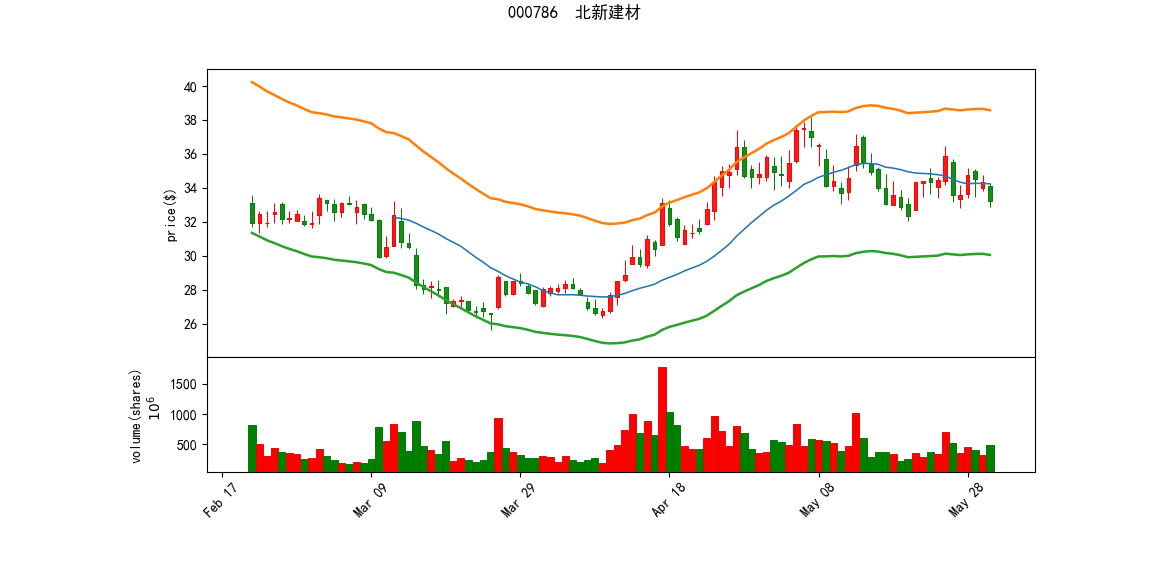 000786  北新建材
price($)
40
38
36
34
32
30
28
26
volume(shares)
10^6
1500
1000
500
Feb 17
Mar 09
Mar 29
Apr 18
May 08
May 28